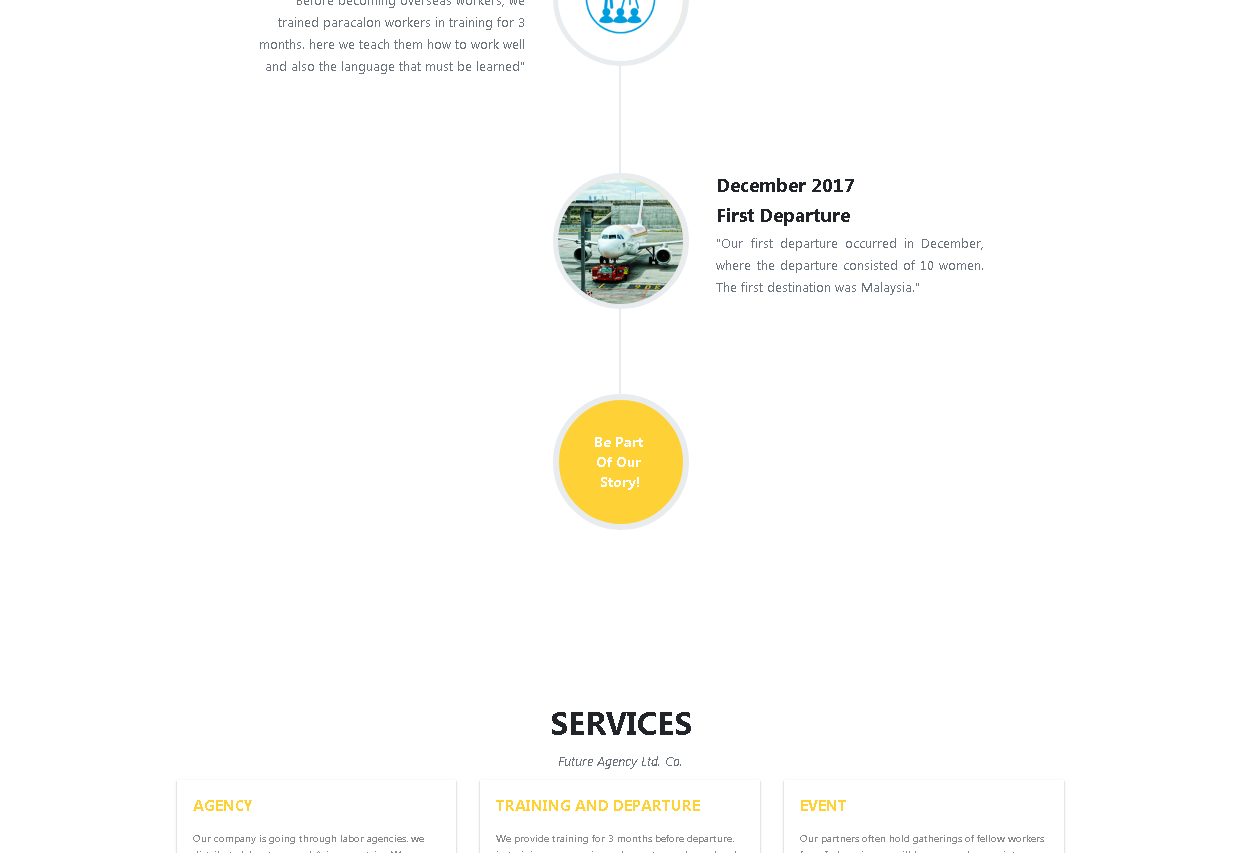 "Before becoming overseas workers, we
trained paracalon workers in training for 3
months. here we teach them how to work well
and also the language that must be learned"
December 2017
First Departure
"Our first departure occurred in December,
where the departure consisted of 10 women.
The first destination was Malaysia."
Be Part
Of Our
Story!
SERVICES
Future Agency Ltd. Co.
AGENCY
Our company is going through labor agencies. we
TRAINING AND DEPARTURE
We provide training for 3 months before departure.
EVENT
Our partners often hold gatherings of fellow workers